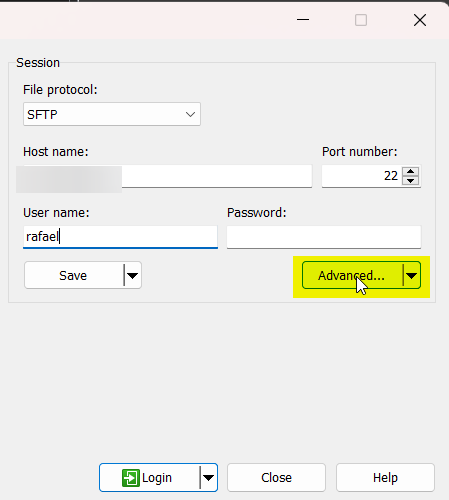 Session
File protocol:
SFTP
Host name:
Port number:
22
User name:
Password:
rafael
Save
Advanced...
Login
Close
Help